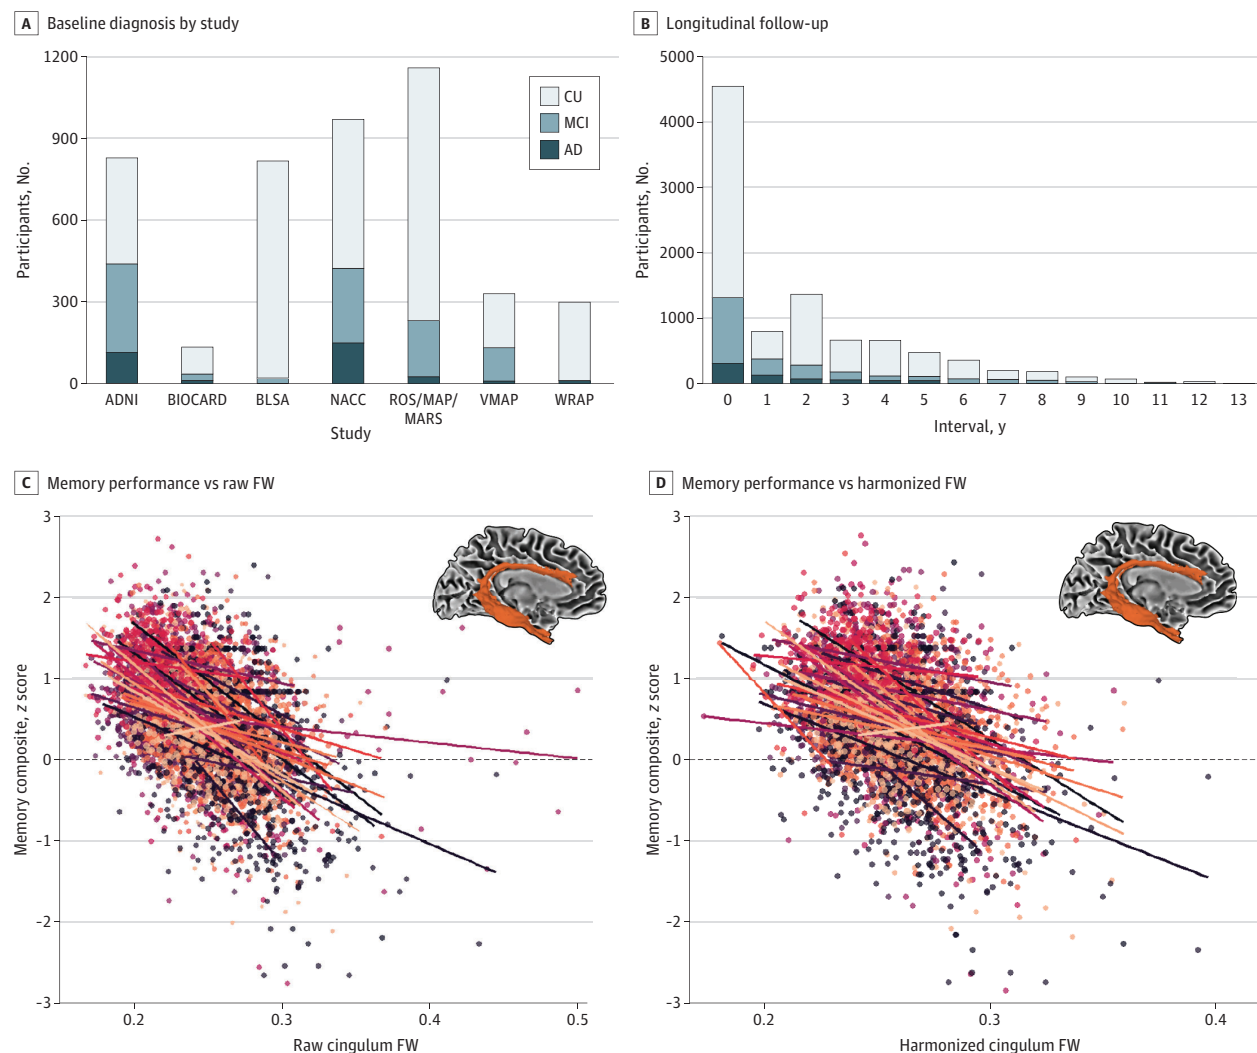 A Baseline diagnosis by study
1200
900
600
300
0
Participants, No.
CU
MCI
AD
ADNI BIOCARD BLSA NACC ROS/MAP/ VMAP WRAP
MARS
Study
B Longitudinal follow-up
5000
4000
3000
2000
1000
0
Participants, No.
0 1 2 3 4 5 6 7 8 9 10 11 12 13
Interval, y
C Memory performance vs raw FW
3
2
1
0
-1
-2
-3
Memory composite, z score
0.2 0.3 0.4 0.5
Raw cingulum FW
D Memory performance vs harmonized FW
3
2
1
0
-1
-2
-3
Memory composite, z score
0.2 0.3 0.4
Harmonized cingulum FW